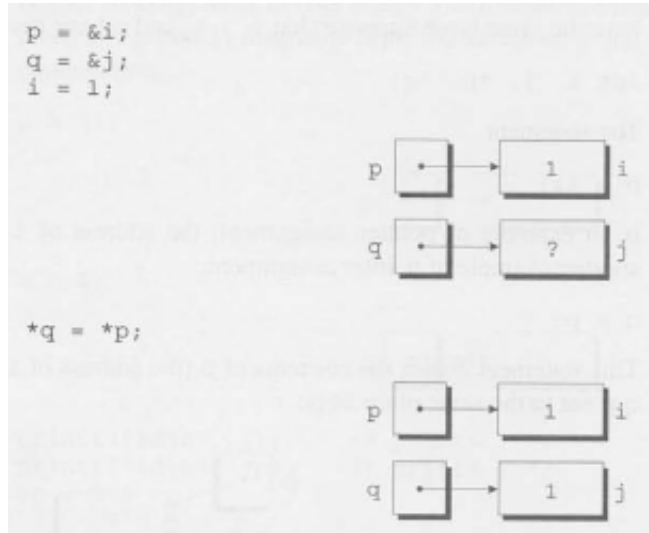 p = &i;
q = &j;
i = 1;
p 1 i
q ? j
*q = *p;
p 1 i
q 1 j